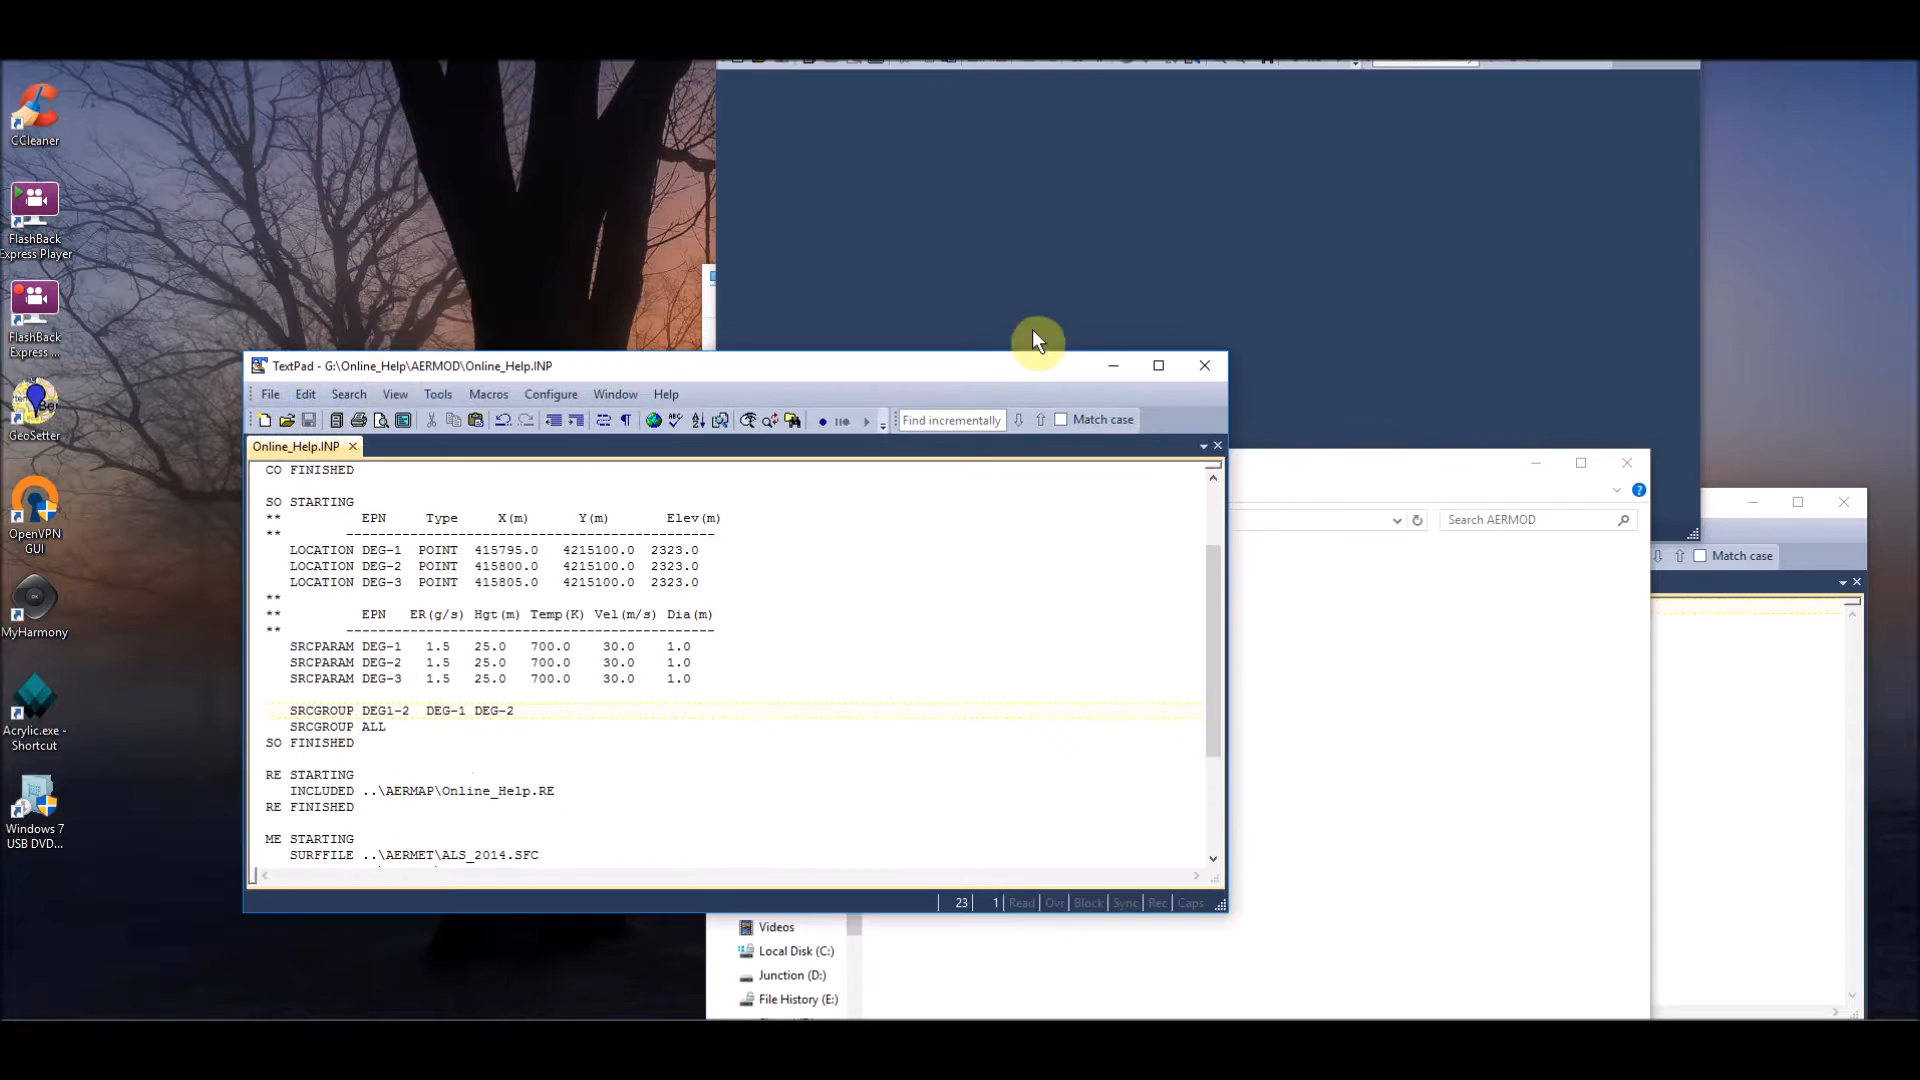 CCleaner
FlashBack
Express Player
FlashBack
Express ...
GeoSetter
OpenVPN
GUI
MyHarmony
Acrylic.exe -
Shortcut
Windows 7
USB DVD...
TextPad - G:\Online_Help\AERMOD\Online_Help.INP
File Edit Search View Tools Macros Configure Window Help
Find incrementally Match case
Online_Help.INP
CO FINISHED
SO STARTING
** EPN Type X(m) Y(m) Elev(m)
** ----------------------------------------------
LOCATION DEG-1 POINT 415795.0 4215100.0 2323.0
LOCATION DEG-2 POINT 415800.0 4215100.0 2323.0
LOCATION DEG-3 POINT 415805.0 4215100.0 2323.0
**
** EPN ER(g/s) Hgt(m) Temp(K) Vel(m/s) Dia(m)
** ----------------------------------------------
SRCPARAM DEG-1 1.5 25.0 700.0 30.0 1.0
SRCPARAM DEG-2 1.5 25.0 700.0 30.0 1.0
SRCPARAM DEG-3 1.5 25.0 700.0 30.0 1.0
SRCGROUP DEG1-2 DEG-1 DEG-2
SRCGROUP ALL
SO FINISHED
RE STARTING
INCLUDED ..\AERMAP\Online_Help.RE
RE FINISHED
ME STARTING
SURFFILE ..\AERMET\ALS_2014.SFC
23 1 Read Ovr Block Sync Rec Caps
Search AERMOD
Match case
Videos
Local Disk (C:)
Junction (D:)
File History (E:)